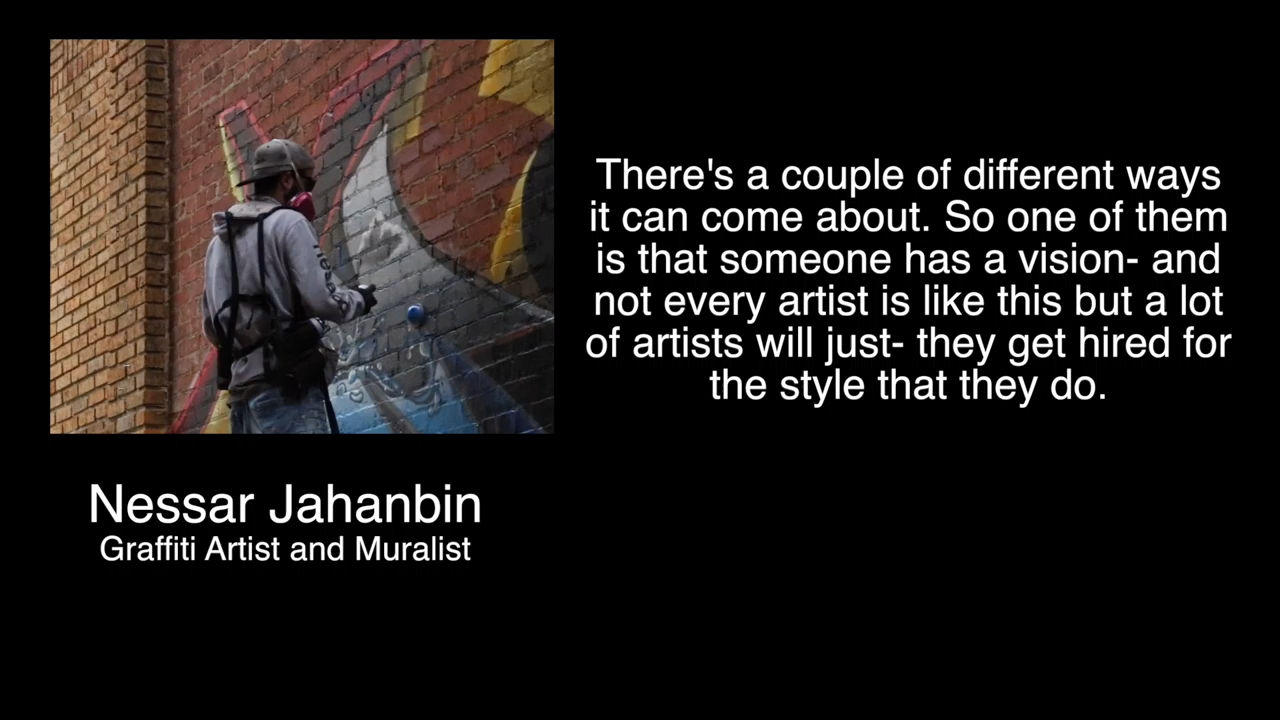 There's a couple of different ways
it can come about. So one of them
is that someone has a vision- and
not every artist is like this but a lot
of artists will just- they get hired for
the style that they do.
Nessar Jahanbin
Graffiti Artist and Muralist